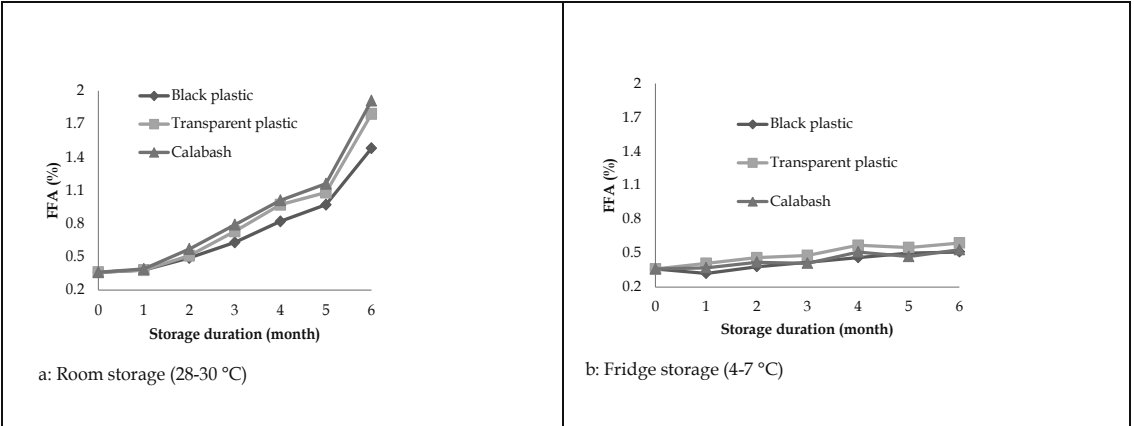 2
1.7
1.4
1.1
0.8
0.5
0.2
FFA (%)
Black plastic
Transparent plastic
Calabash
0 1 2 3 4 5 6
Storage duration (month)
a: Room storage (28-30 °C)
2
1.7
1.4
1.1
0.8
0.5
0.2
FFA (%)
Black plastic
Transparent plastic
Calabash
0 1 2 3 4 5 6
Storage duration (month)
b: Fridge storage (4-7 °C)